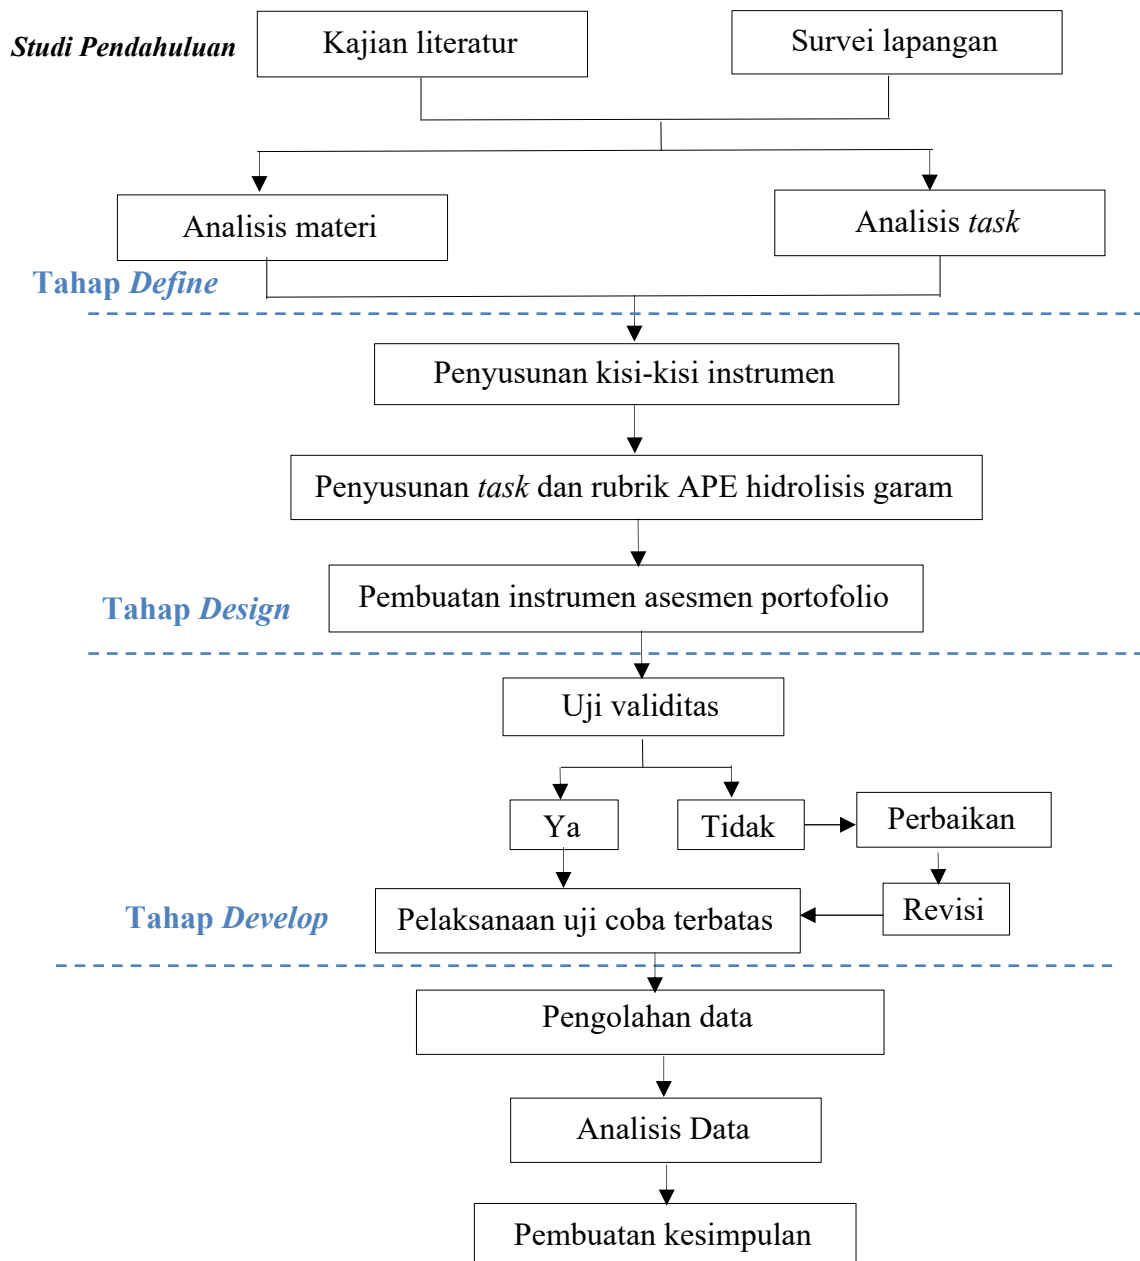 Studi Pendahuluan
Kajian literatur
Survei lapangan
Analisis materi
Analisis task
Tahap Define
Penyusunan kisi-kisi instrumen
Penyusunan task dan rubrik APE hidrolisis garam
Pembuatan instrumen asesmen portofolio
Tahap Design
Uji validitas
Ya
Tidak
Perbaikan
Revisi
Tahap Develop
Pelaksanaan uji coba terbatas
Pengolahan data
Analisis Data
Pembuatan kesimpulan